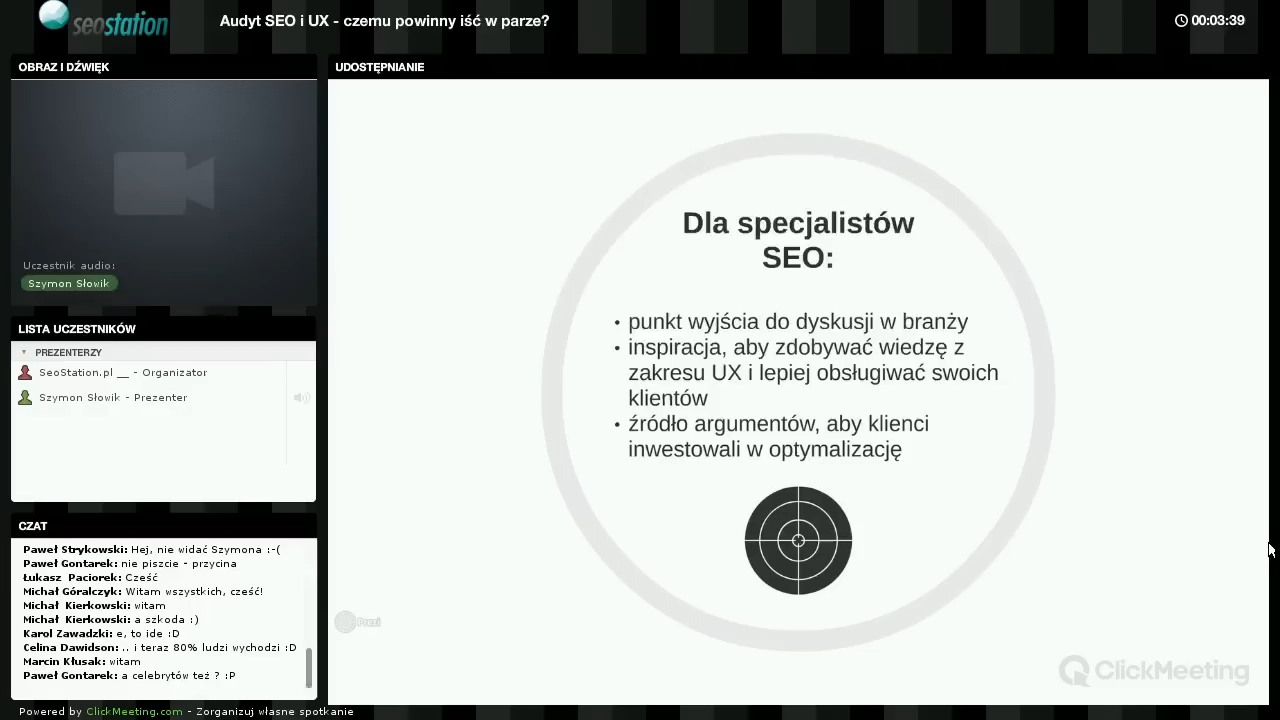 seostation
Audyt SEO i UX - czemu powinny iść w parze?
00:03:39
OBRAZ I DŹWIĘK
Uczestnik audio:
Szymon Słowik
LISTA UCZESTNIKÓW
PREZENTERZY
SeoStation.pl __ - Organizator
Szymon Słowik - Prezenter
CZAT
Paweł Strykowski: Hej, nie widać Szymona :-(
Paweł Gontarek: nie piszcie - przycina
Łukasz Paciorek: Cześć
Michał Góralczyk: Witam wszystkich, cześć!
Michał Kierkowski: witam
Michał Kierkowski: a szkoda :)
Karol Zawadzki: e, to ide :D
Celina Dawidson: .. i teraz 80% ludzi wychodzi :D
Marcin Kłusak: witam
Paweł Gontarek: a celebrytów też ? :P
Powered by ClickMeeting.com - Zorganizuj własne spotkanie
UDOSTĘPNIANIE
Dla specjalistów
SEO:
• punkt wyjścia do dyskusji w branży
• inspiracja, aby zdobywać wiedzę z
zakresu UX i lepiej obsługiwać swoich
klientów
• źródło argumentów, aby klienci
inwestowali w optymalizację
Prezi
ClickMeeting